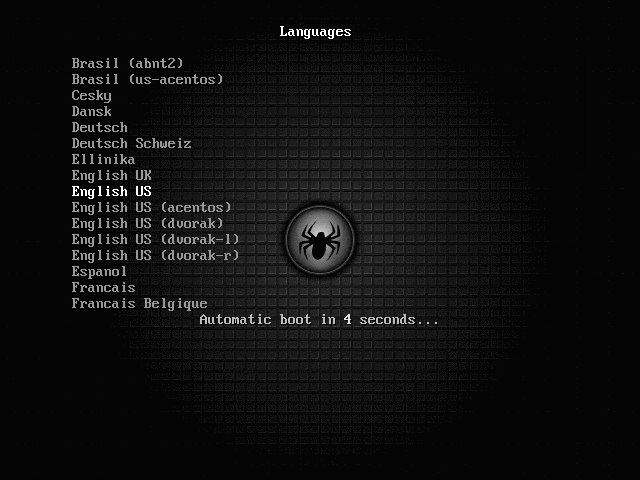 Languages
Brasil (abnt2)
Brasil (us-acentos)
Cesky
Dansk
Deutsch
Deutsch Schweiz
Ellinika
English UK
English US
English US (acentos)
English US (dvorak)
English US (dvorak-l)
English US (dvorak-r)
Espanol
Francais
Francais Belgique
Automatic boot in 4 seconds...